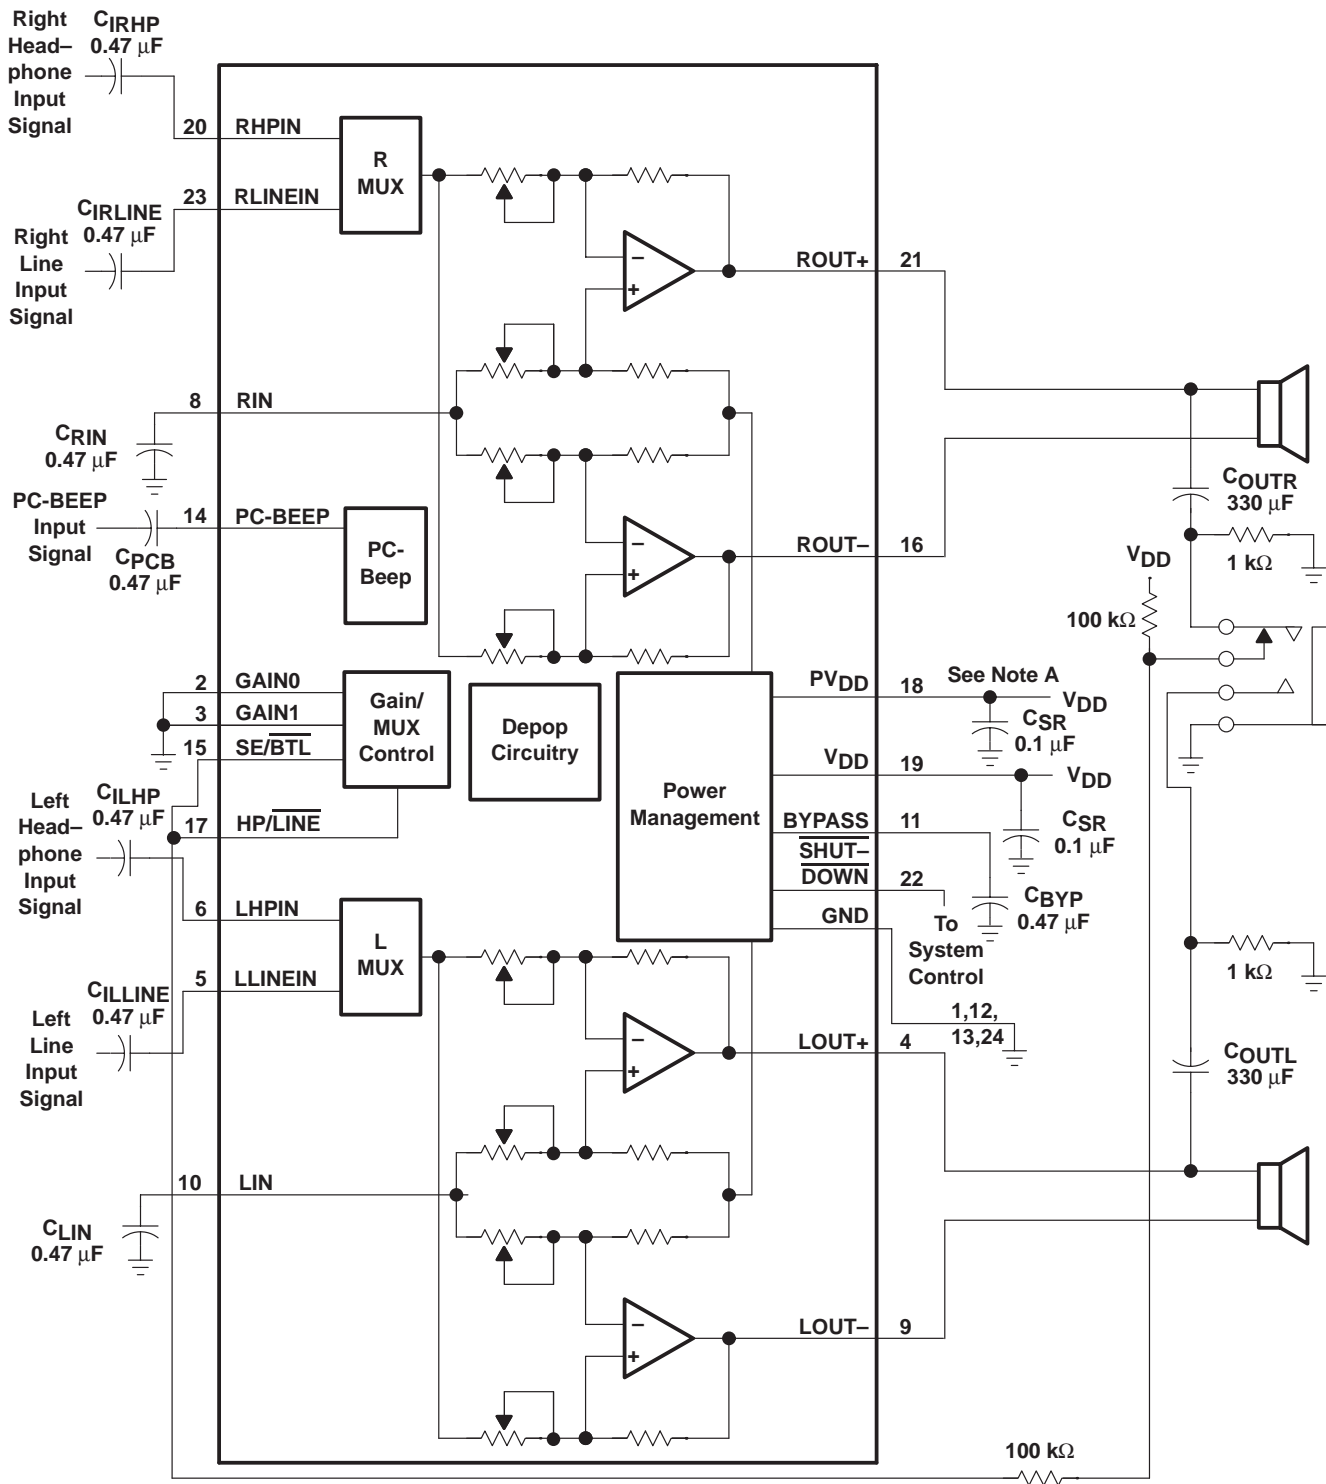 Right
Head–
phone
Input
Signal
CIRHP
0.47 μF
20 RHPIN
R
MUX
23 RLINEIN
CIRLINE
0.47 μF
Right
Line
Input
Signal
–
+
ROUT+ 21
8 RIN
CRIN
0.47 μF
PC-BEEP
Input
Signal
14 PC-BEEP
CPCB
0.47 μF
PC-
Beep
–
+
ROUT– 16
COUTR
330 μF
1 kΩ
VDD
100 kΩ
2 GAIN0
3 GAIN1
15 SE/BTL
Gain/
MUX
Control
Depop
Circuitry
Power
Management
PVDD 18
See Note A
VDD
CSR
0.1 μF
VDD 19
VDD
CSR
0.1 μF
BYPASS 11
SHUT–
DOWN 22
CBYP
0.47 μF
To
System
Control
GND
1,12,
13,24
Left
Head–
phone
Input
Signal
CILHP
0.47 μF
17 HP/LINE
6 LHPIN
L
MUX
5 LLINEIN
CILLINE
0.47 μF
Left
Line
Input
Signal
–
+
LOUT+ 4
1 kΩ
COUTL
330 μF
10 LIN
CLIN
0.47 μF
–
+
LOUT– 9
100 kΩ